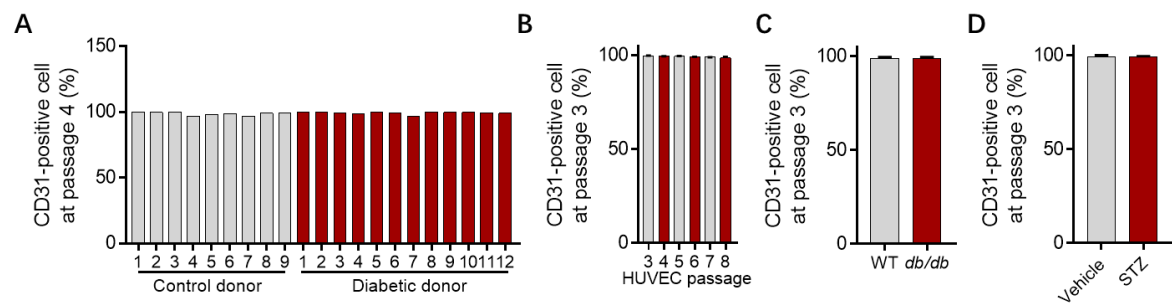 A
CD31-positive cell
at passage 4 (%)
150
100
50
0
1 2 3 4 5 6 7 8 9 1 2 3 4 5 6 7 8 9 10 11 12
Control donor Diabetic donor
B
CD31-positive cell
at passage 3 (%)
100
50
0
3 4 5 6 7 8
HUVEC passage
C
CD31-positive cell
at passage 3 (%)
100
50
0
WT db/db
D
CD31-positive cell
at passage 3 (%)
100
50
0
Vehicle STZ